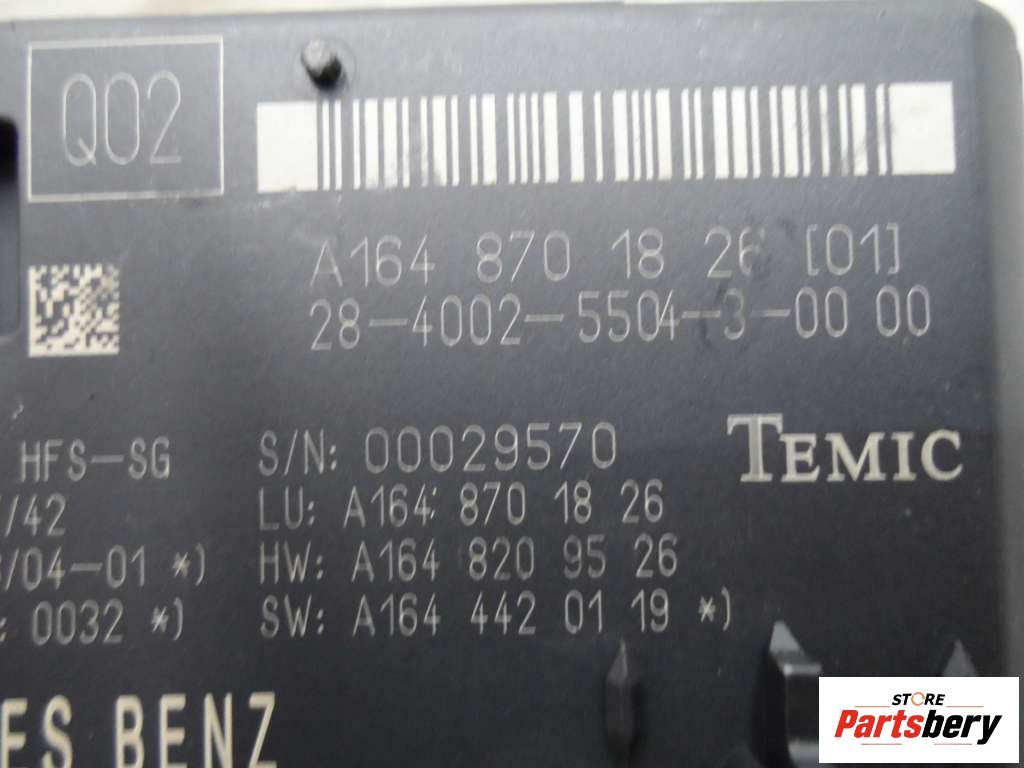 Q02
A164 870 18 26 [01]
28-4002-5504-3-00 00
HFS-SG S/N: 00029570
TEMIC
/42 LU: A164 870 18 26
/04-01 *) HW: A164 820 95 26
: 0032 *) SW: A164 442 01 19 *)
ES BENZ
STORE
Partsbery